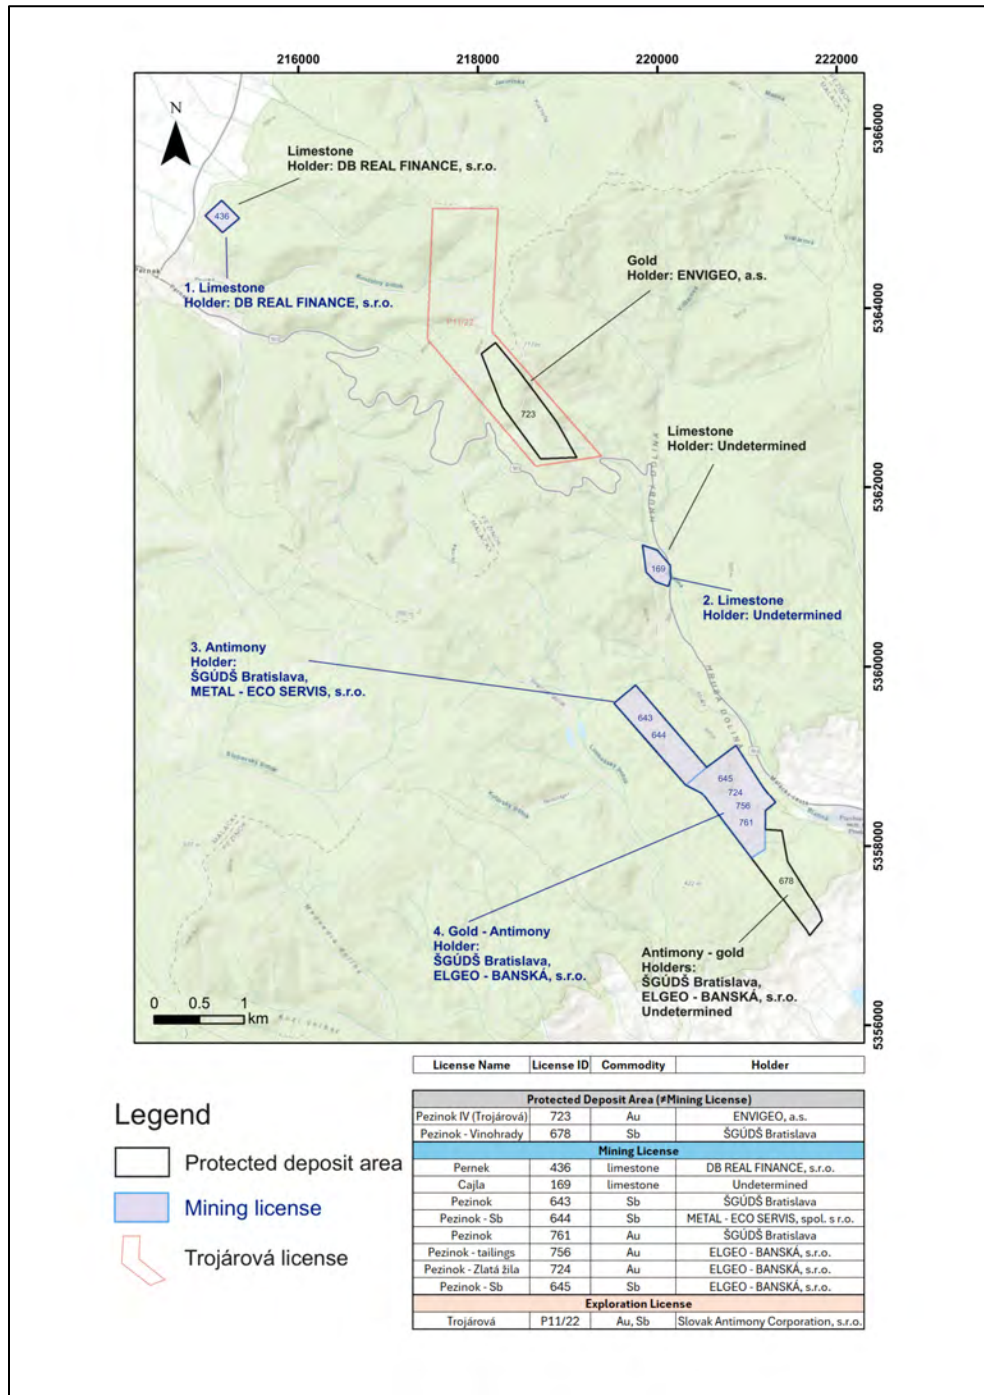 216000 218000 220000 222000
5366000
5364000
5362000
5360000
5358000
5356000
N
Limestone
Holder: DB REAL FINANCE, s.r.o.
436
1. Limestone
Holder: DB REAL FINANCE, s.r.o.
Gold
Holder: ENVIGEO, a.s.
P11/22
723
Limestone
Holder: Undetermined
169
2. Limestone
Holder: Undetermined
3. Antimony
Holder:
ŠGÚDŠ Bratislava,
METAL - ECO SERVIS, s.r.o.
643
644
645
724
756
761
678
HRUBÁ DOLINA
4. Gold - Antimony
Holder:
ŠGÚDŠ Bratislava,
ELGEO - BANSKÁ, s.r.o.
Antimony - gold
Holders:
ŠGÚDŠ Bratislava,
ELGEO - BANSKÁ, s.r.o.
Undetermined
0 0.5 1
km
Legend
Protected deposit area
Mining license
Trojárová license
License Name License ID Commodity Holder
Protected Deposit Area (≠Mining License)
Pezinok IV (Trojárová) 723 Au ENVIGEO, a.s.
Pezinok - Vinohrady 678 Sb ŠGÚDŠ Bratislava
Mining License
Pernek 436 limestone DB REAL FINANCE, s.r.o.
Cajla 169 limestone Undetermined
Pezinok 643 Sb ŠGÚDŠ Bratislava
Pezinok - Sb 644 Sb METAL - ECO SERVIS, spol. s r.o.
Pezinok 761 Au ŠGÚDŠ Bratislava
Pezinok - tailings 756 Au ELGEO - BANSKÁ, s.r.o.
Pezinok - Zlatá žila 724 Au ELGEO - BANSKÁ, s.r.o.
Pezinok - Sb 645 Sb ELGEO - BANSKÁ, s.r.o.
Exploration License
Trojárová P11/22 Au, Sb Slovak Antimony Corporation, s.r.o.